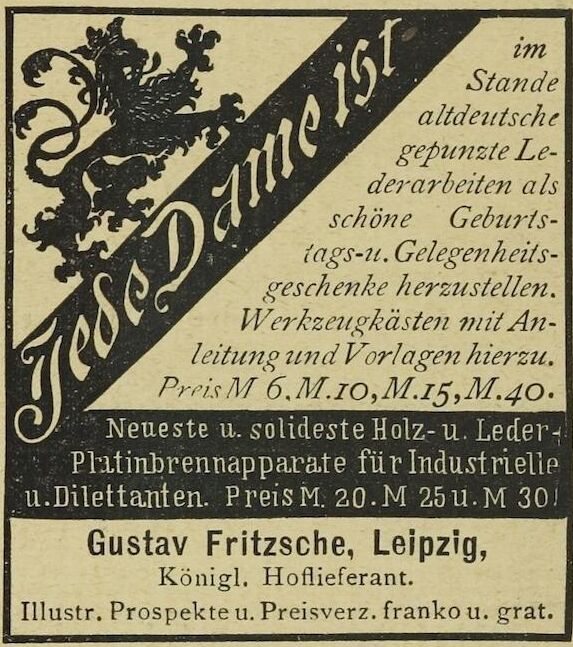 Jede Dame ist
im
Stande
altdeutsche
gepunzte Le-
derarbeiten als
schöne Geburts-
tags-u. Gelegenheits-
geschenke herzustellen.
Werkzeugkästen mit An-
leitung und Vorlagen hierzu.
Preis M 6, M.10, M.15, M.40.
Neueste u. solideste Holz- u. Leder-
Platinbrennapparate für Industrielle
u. Dilettanten. Preis M. 20. M 25 u. M 30!
Gustav Fritzsche, Leipzig,
Königl. Hoflieferant.
Illustr. Prospekte u. Preisverz. franko u. grat.